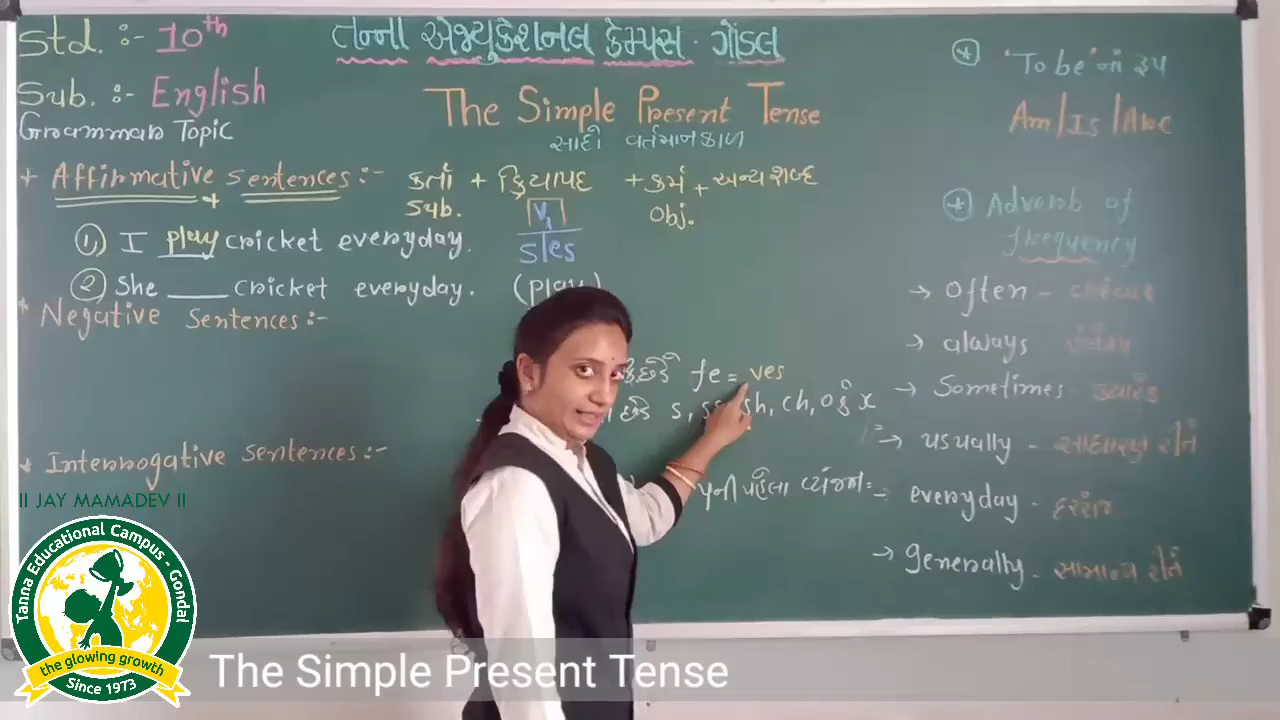 Std. :- 10th
Sub. :- English
Grammar Topic
તન્ના એજ્યુકેશનલ કેમ્પસ - ગોંડલ
The Simple Present Tense
સાદો વર્તમાનકાળ
+ Affirmative sentences :- કર્તા + ક્રિયાપદ + કર્મ + અન્ય શબ્દ
Sub. V1 Obj.
s/es
1) I play cricket everyday.
2) She ____ cricket everyday. (play)
* Negative Sentences :-
છેડે fe = ves
છેડે s, ss, sh, ch, o કે x
y ની પહેલા વ્યંજન =
* Interrogative sentences :-
* 'To be' નાં રૂપ
Am / Is / Are
* Adverb of
frequency
→ often -
→ always
→ Sometimes
→ usually - સાધારણ રીતે
everyday - દરરોજ
→ generally - સામાન્ય રીતે
II JAY MAMADEV II
Tanna Educational Campus - Gondal
the glowing growth
Since 1973
The Simple Present Tense